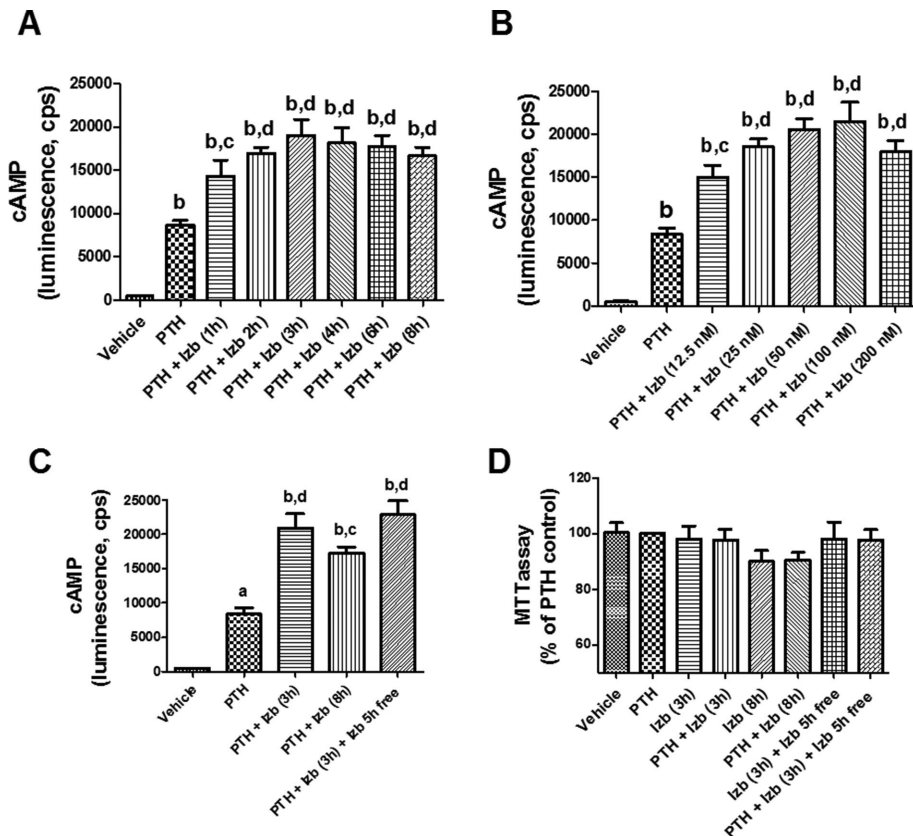 A
cAMP
(luminescence, cps)
25000
20000
15000
10000
5000
0
b
b,c
b,d
b,d
b,d
b,d
b,d
Vehicle
PTH
PTH + Izb (1h)
PTH + Izb 2h)
PTH + Izb (3h)
PTH + Izb (4h)
PTH + Izb (6h)
PTH + Izb (8h)
B
cAMP
(luminescence, cps)
25000
20000
15000
10000
5000
0
b
b,c
b,d
b,d
b,d
b,d
Vehicle
PTH
PTH + Izb (12.5 nM)
PTH + Izb (25 nM)
PTH + Izb (50 nM)
PTH + Izb (100 nM)
PTH + Izb (200 nM)
C
cAMP
(luminescence, cps)
25000
20000
15000
10000
5000
0
a
b,d
b,c
b,d
Vehicle
PTH
PTH + Izb (3h)
PTH + Izb (8h)
PTH + Izb (3h) + Izb 5h free
D
MTTassay
(% of PTH control)
120
100
80
60
Vehicle
PTH
Izb (3h)
PTH + Izb (3h)
Izb (8h)
PTH + Izb (8h)
Izb (3h) + Izb 5h free
PTH + Izb (3h) + Izb 5h free